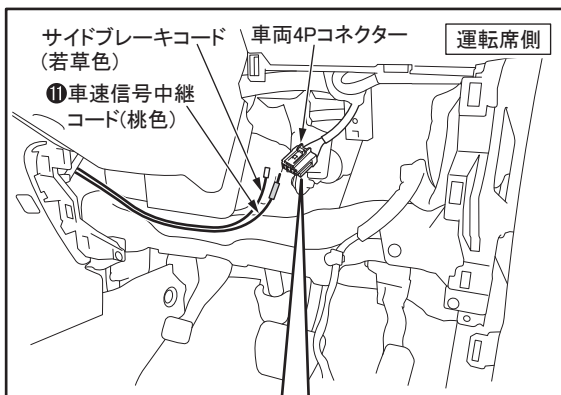 サイドブレーキコード
(若草色)
⓫車速信号中継
コード(桃色)
車両4Pコネクター
運転席側